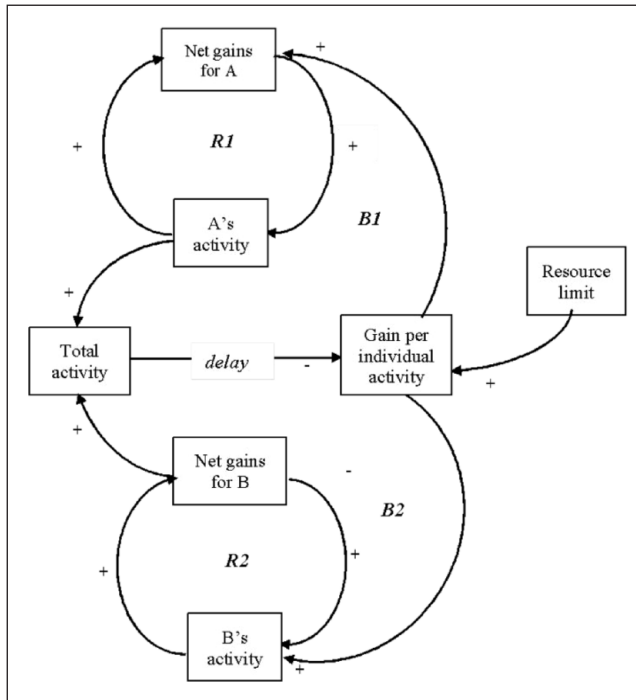 +
Net gains
for A
+
R1
+
B1
A's
activity
Resource
limit
+
Total
activity
delay
-
Gain per
individual
activity
+
+
Net gains
for B
-
B2
+
R2
+
B's
activity
+